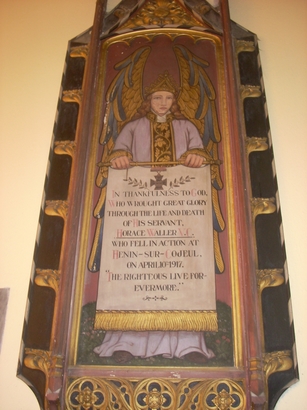 IN THANKFULNESS TO GOD,
WHO WROUGHT GREAT GLORY
THROUGH THE LIFE AND DEATH
OF HIS SERVANT,
HORACE WALLER V.C.
WHO FELL IN ACTION AT
HENIN-SUR-COJEUL,
ON APRIL 10TH 1917.
"THE RIGHTEOUS LIVE FOR-
EVERMORE."